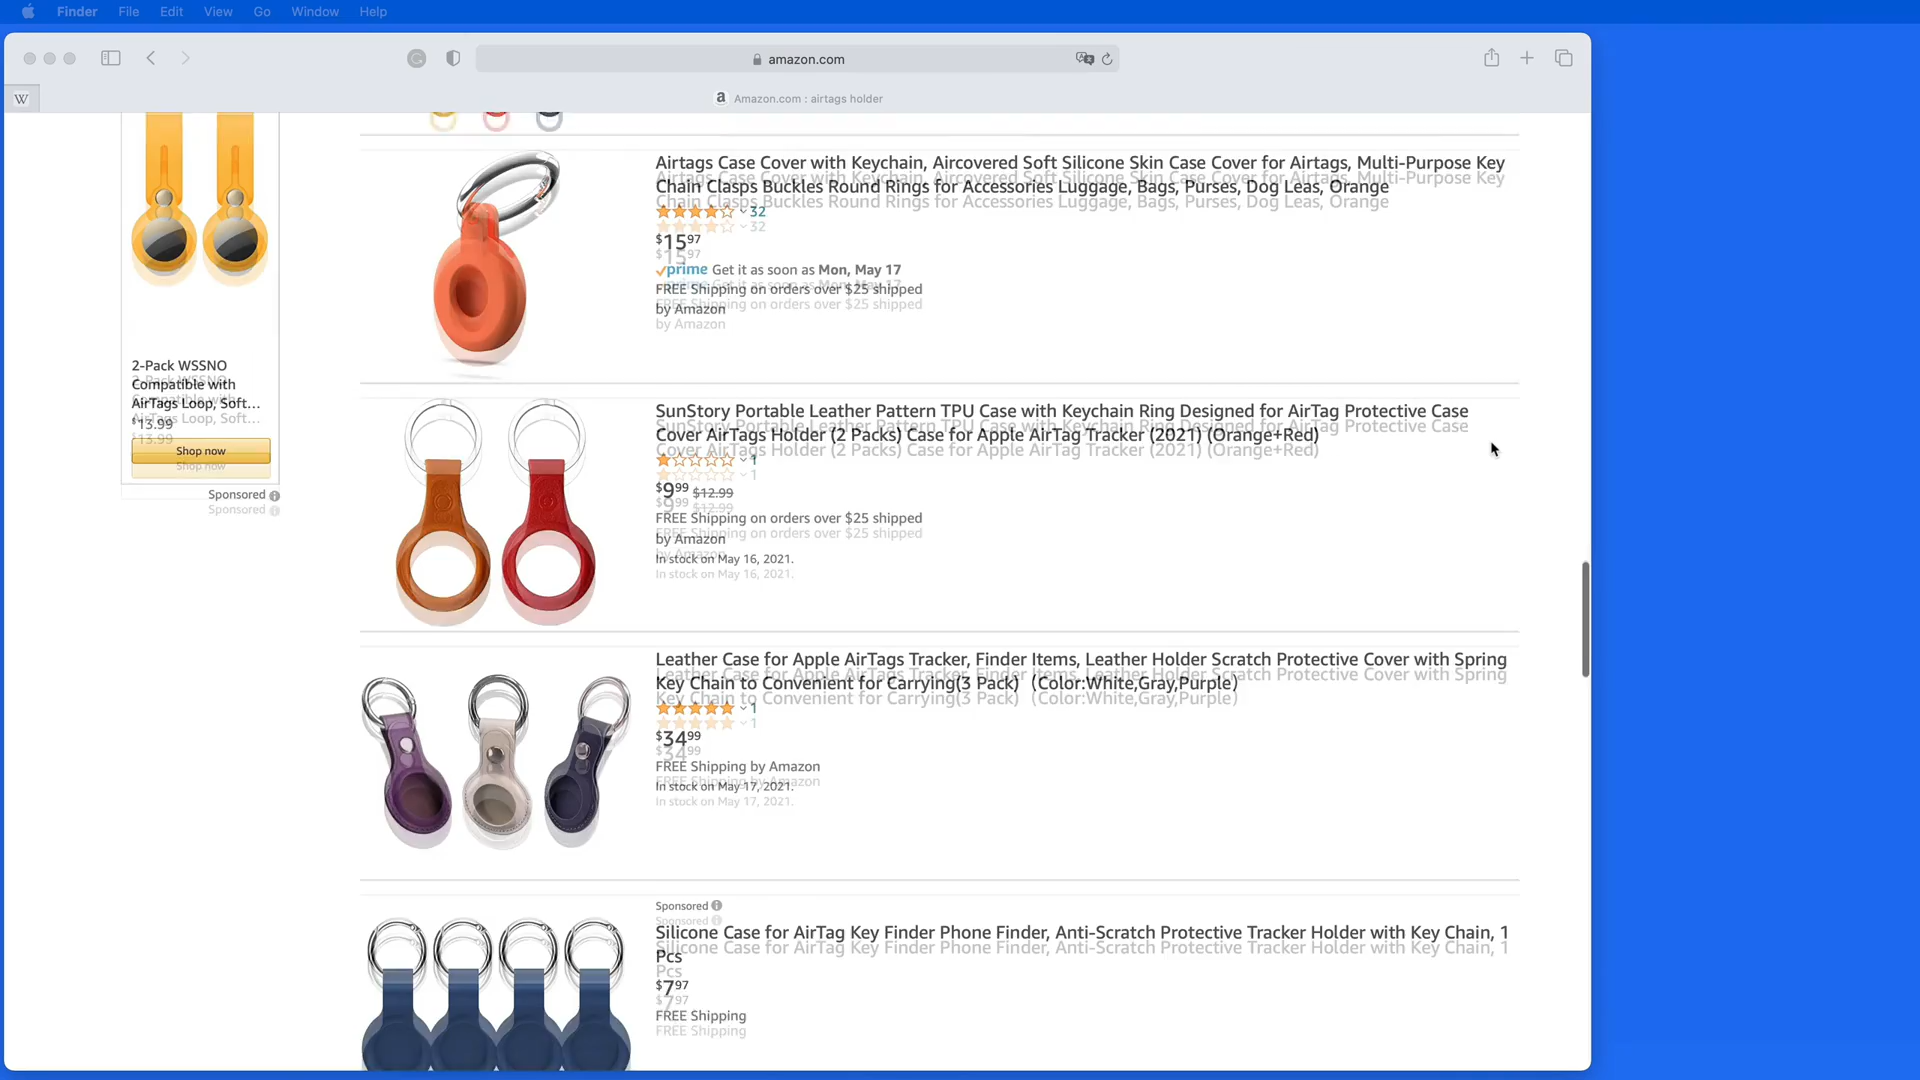 Finder File Edit View Go Window Help
amazon.com
W
a Amazon.com : airtags holder
2-Pack WSSNO
Compatible with
AirTags Loop, Soft...
$13.99
Shop now
Sponsored
Airtags Case Cover with Keychain, Aircovered Soft Silicone Skin Case Cover for Airtags, Multi-Purpose Key
Chain Clasps Buckles Round Rings for Accessories Luggage, Bags, Purses, Dog Leas, Orange
32
$15.97
prime Get it as soon as Mon, May 17
FREE Shipping on orders over $25 shipped
by Amazon
SunStory Portable Leather Pattern TPU Case with Keychain Ring Designed for AirTag Protective Case
Cover AirTags Holder (2 Packs) Case for Apple AirTag Tracker (2021) (Orange+Red)
1
$9.99 $12.99
FREE Shipping on orders over $25 shipped
by Amazon
In stock on May 16, 2021.
Leather Case for Apple AirTags Tracker, Finder Items, Leather Holder Scratch Protective Cover with Spring
Key Chain to Convenient for Carrying(3 Pack) (Color:White,Gray,Purple)
1
$34.99
FREE Shipping by Amazon
In stock on May 17, 2021.
Sponsored
Silicone Case for AirTag Key Finder Phone Finder, Anti-Scratch Protective Tracker Holder with Key Chain, 1
Pcs
$7.97
FREE Shipping